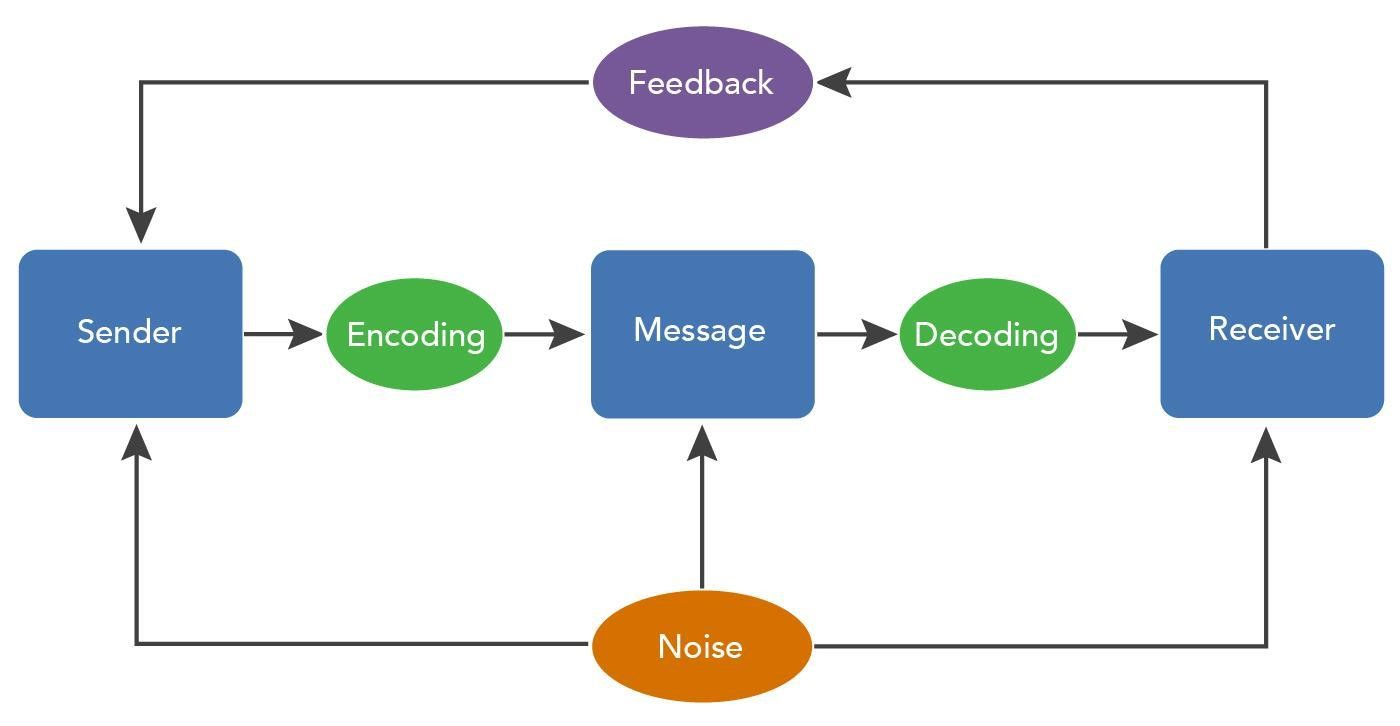 Feedback
Sender
Encoding
Message
Decoding
Receiver
Noise